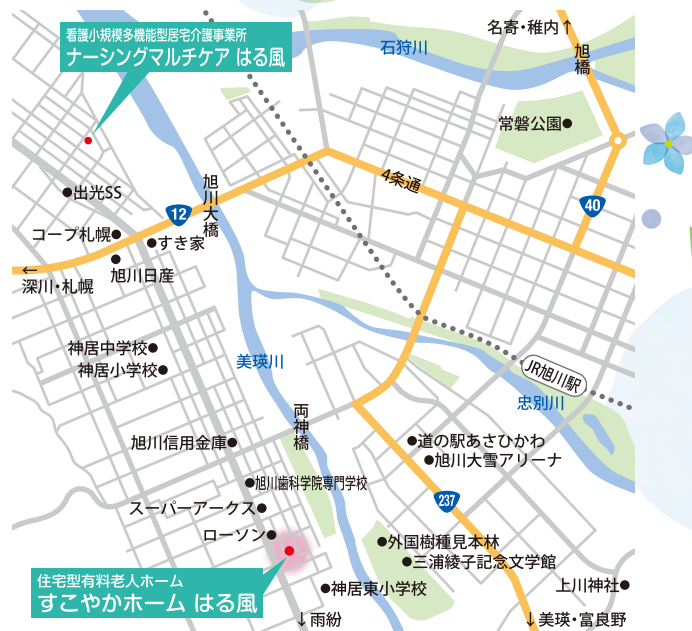 看護小規模多機能型居宅介護事業所
ナーシングマルチケア はる風
名寄・稚内↑
石狩川
旭橋
常磐公園
4条通
出光SS
旭川大橋
12
40
コープ札幌
すき家
旭川日産
←
深川・札幌
神居中学校
神居小学校
美瑛川
JR旭川駅
忠別川
両神橋
旭川信用金庫
道の駅あさひかわ
旭川大雪アリーナ
旭川歯科学院専門学校
237
スーパーアークス
ローソン
外国樹種見本林
三浦綾子記念文学館
住宅型有料老人ホーム
すこやかホーム はる風
神居東小学校
上川神社
↓雨紛
↓美瑛・富良野